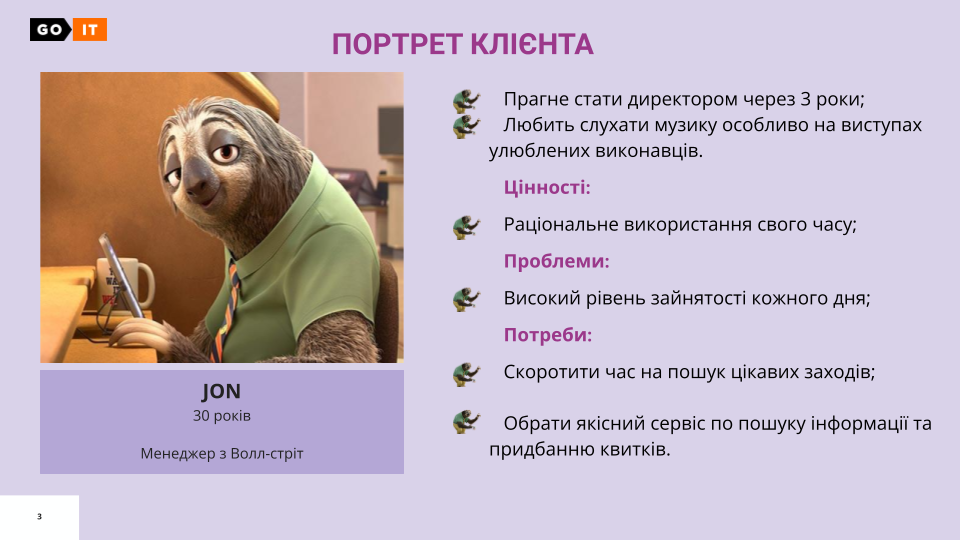 GO IT
ПОРТРЕТ КЛІЄНТА
JON
30 років
Менеджер з Волл-стріт
Прагне стати директором через 3 роки;
Любить слухати музику особливо на виступах
улюблених виконавців.
Цінності:
Раціональне використання свого часу;
Проблеми:
Високий рівень зайнятості кожного дня;
Потреби:
Скоротити час на пошук цікавих заходів;
Обрати якісний сервіс по пошуку інформації та
придбанню квитків.
3